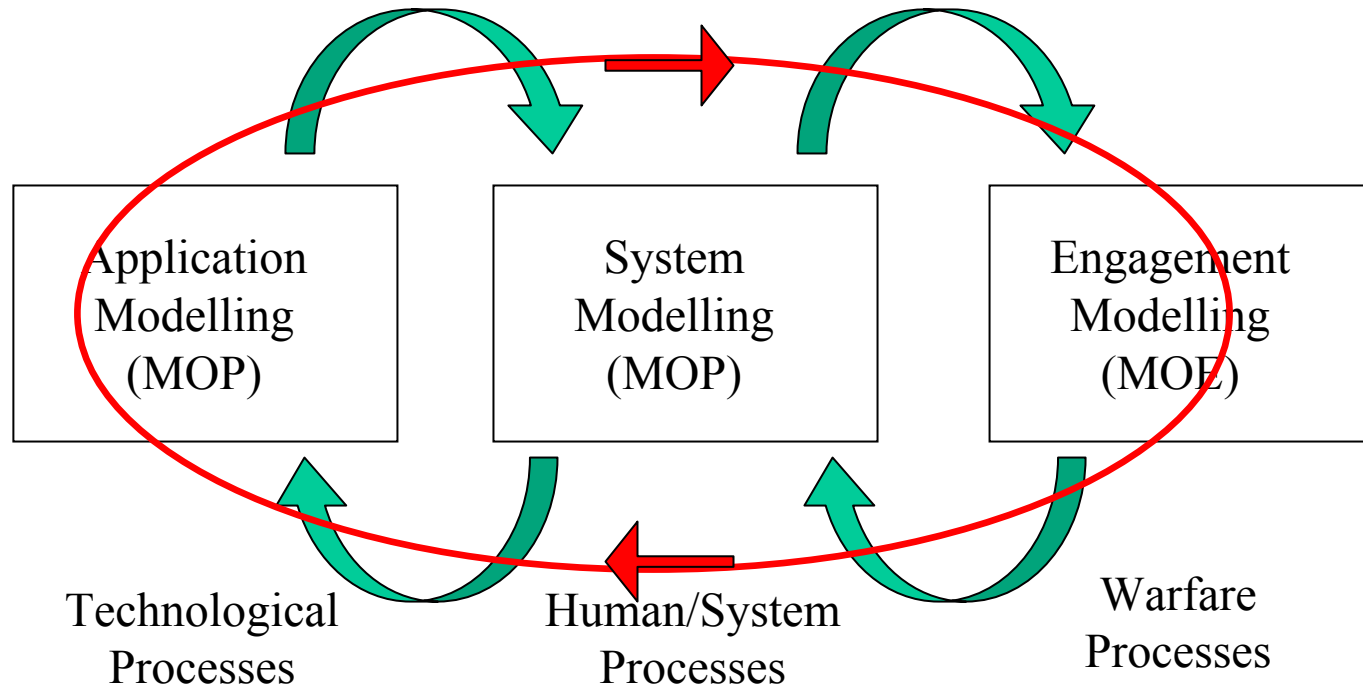 Application
Modelling
(MOP)
System
Modelling
(MOP)
Engagement
Modelling
(MOE)
Technological
Processes
Human/System
Processes
Warfare
Processes